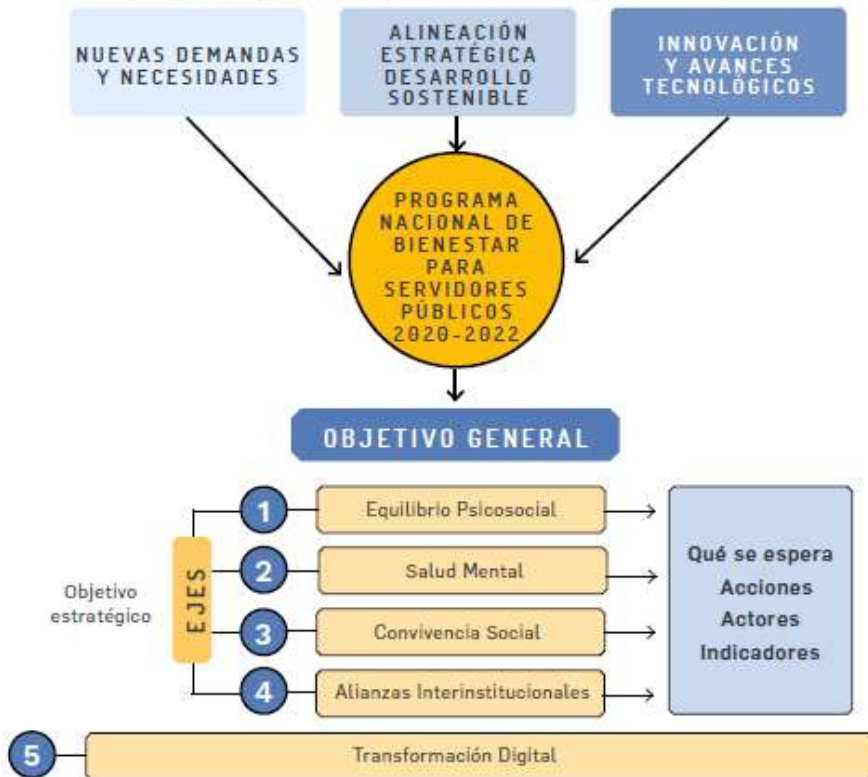 NUEVAS DEMANDAS
Y NECESIDADES
ALINEACIÓN
ESTRATÉGICA
DESARROLLO
SOSTENIBLE
INNOVACIÓN
Y AVANCES
TECNOLÓGICOS
PROGRAMA
NACIONAL DE
BIENESTAR
PARA
SERVIDORES
PÚBLICOS
2020-2022
OBJETIVO GENERAL
Objetivo
estratégico
EJES
1
Equilibrio Psicosocial
2
Salud Mental
3
Convivencia Social
4
Alianzas Interinstitucionales
Qué se espera
Acciones
Actores
Indicadores
5
Transformación Digital